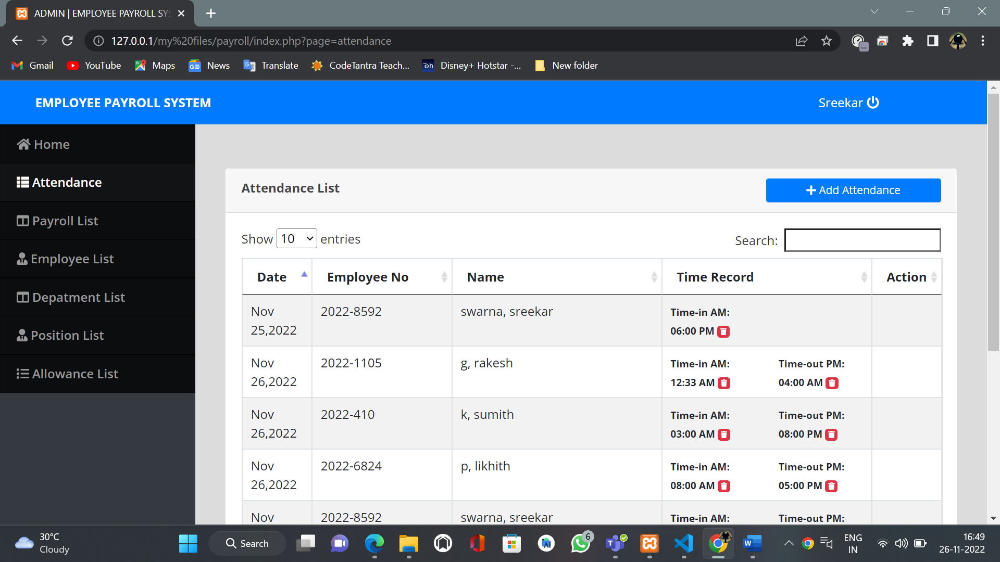 ADMIN | EMPLOYEE PAYROLL SYS
127.0.0.1/my%20files/payroll/index.php?page=attendance
Gmail YouTube Maps News Translate CodeTantra Teach... Disney+ Hotstar -... New folder
EMPLOYEE PAYROLL SYSTEM Sreekar
Home
Attendance
Payroll List
Employee List
Depatment List
Position List
Allowance List
Attendance List Add Attendance
Show 10 entries Search:
Date Employee No Name Time Record Action
Nov 25,2022 2022-8592 swarna, sreekar Time-in AM: 06:00 PM
Nov 26,2022 2022-1105 g, rakesh Time-in AM: 12:33 AM Time-out PM: 04:00 AM
Nov 26,2022 2022-410 k, sumith Time-in AM: 03:00 AM Time-out PM: 08:00 PM
Nov 26,2022 2022-6824 p, likhith Time-in AM: 08:00 AM Time-out PM: 05:00 PM
Nov 2022-8592 swarna, sreekar Time-in AM: Time-out PM:
30°C
Cloudy
Search
6
ENG
IN
16:49
26-11-2022